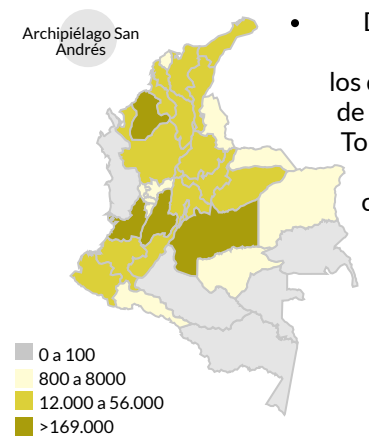 Archipiélago San
Andrés
•
los
de
To
0 a 100
800 a 8000
12.000 a 56.000
>169.000